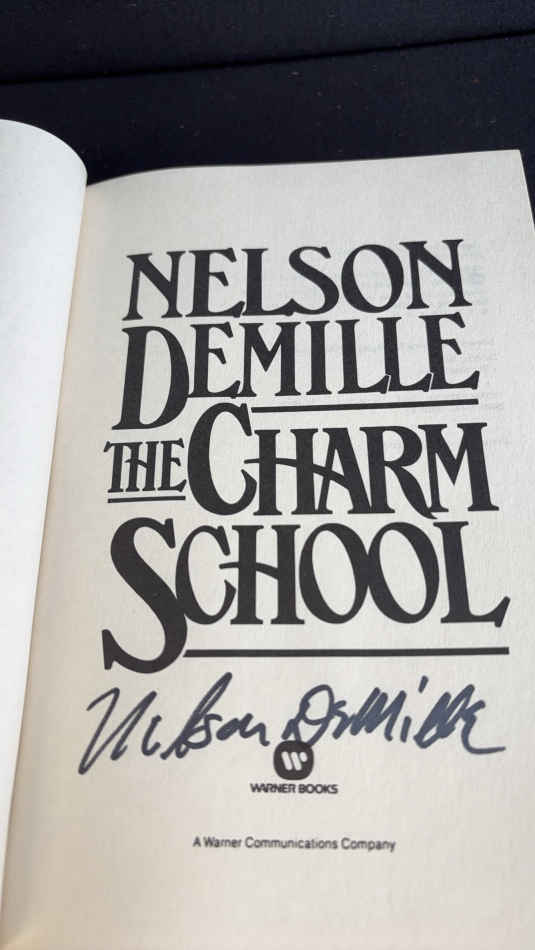 NELSON
DEMILLE
THE CHARM
SCHOOL
Nelson DeMille
WARNER BOOKS
A Warner Communications Company